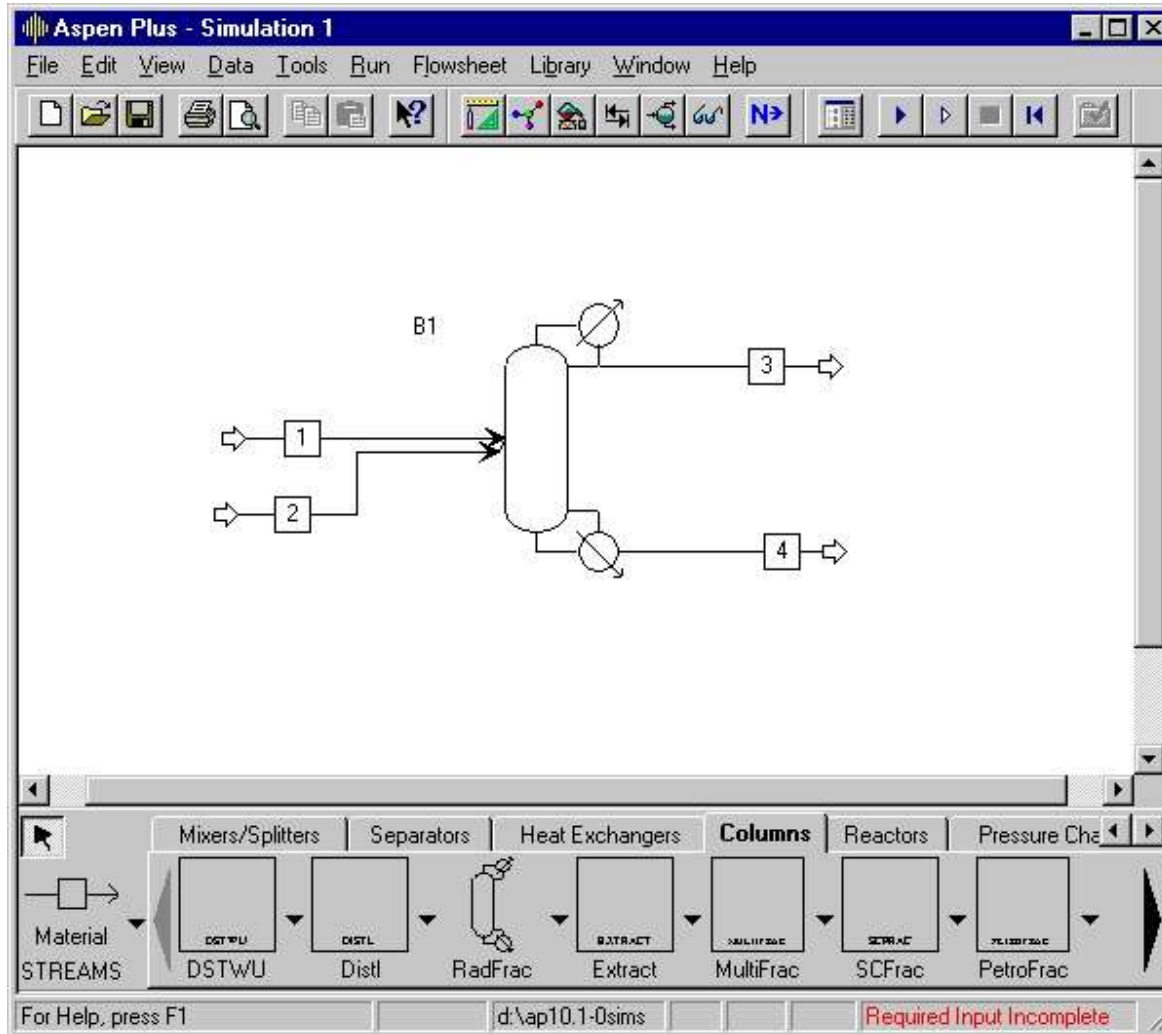 Aspen Plus - Simulation 1
File Edit View Data Tools Run Flowsheet Library Window Help
N
B1
3
1
2
4
Mixers/Splitters Separators Heat Exchangers Columns Reactors Pressure Cha
DSTWU DISTL EXTRACT
Material
STREAMS DSTWU Distl RadFrac Extract MultiFrac SCFrac PetroFrac
For Help, press F1 d:\ap10.1-0sims Required Input Incomplete